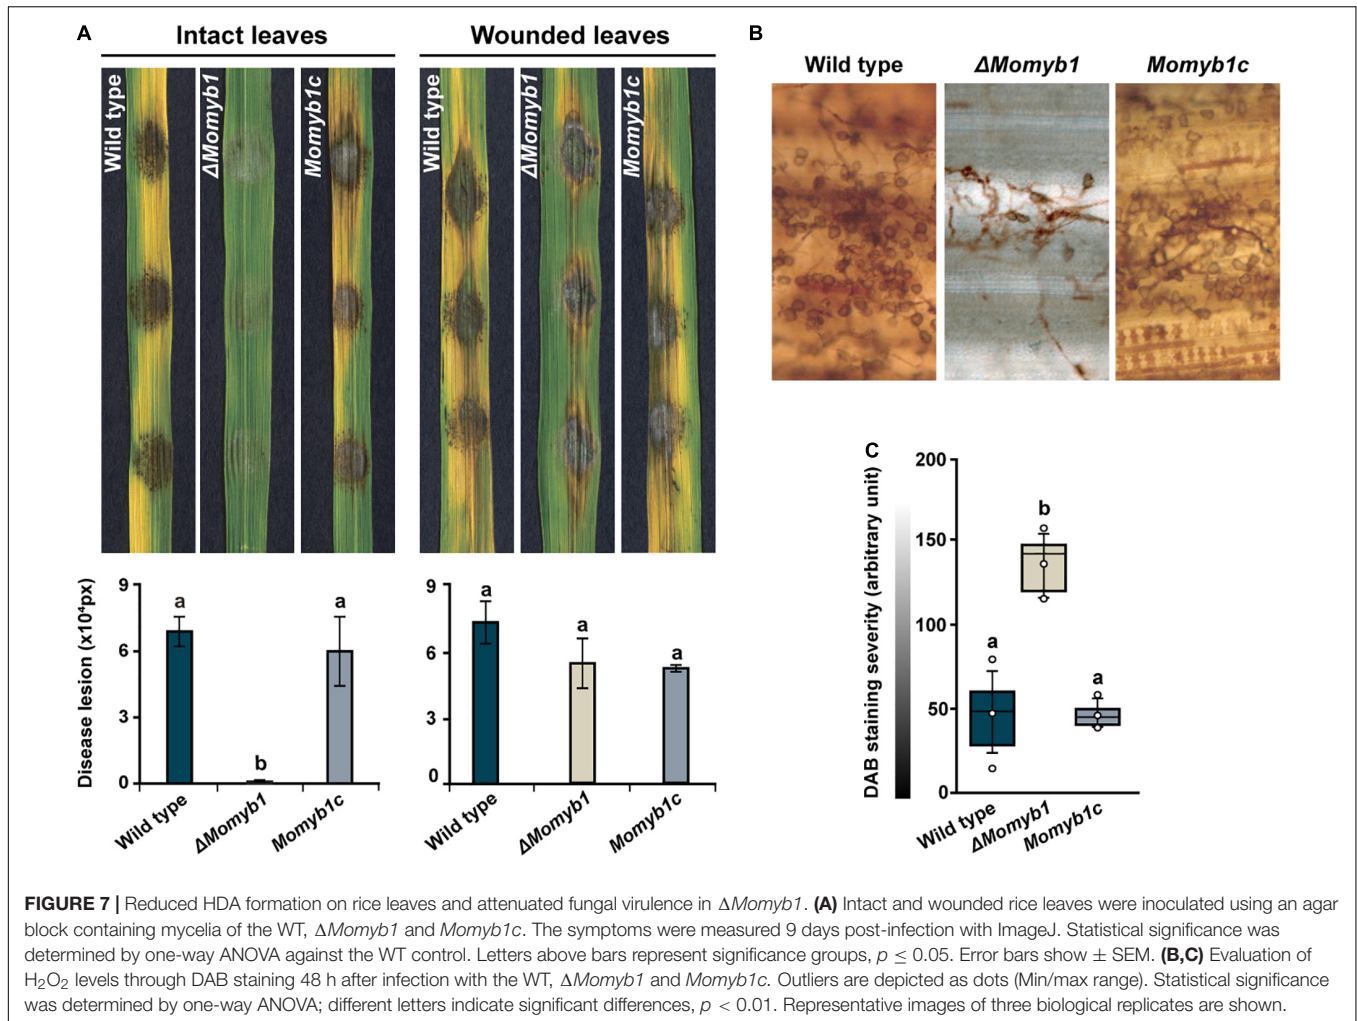 A
Intact leaves
Wounded leaves
Wild type
ΔMomyb1
Momyb1c
Wild type
ΔMomyb1
Momyb1c
Disease lesion (x10⁴px)
9
6
3
0
a
b
a
Wild type
ΔMomyb1
Momyb1c
9
6
3
0
a
a
a
Wild type
ΔMomyb1
Momyb1c
B
Wild type
ΔMomyb1
Momyb1c
C
DAB staining severity (arbitrary unit)
200
150
100
50
0
a
b
a
Wild type
ΔMomyb1
Momyb1c
FIGURE 7 | Reduced HDA formation on rice leaves and attenuated fungal virulence in ΔMomyb1. (A) Intact and wounded rice leaves were inoculated using an agar
block containing mycelia of the WT, ΔMomyb1 and Momyb1c. The symptoms were measured 9 days post-infection with ImageJ. Statistical significance was
determined by one-way ANOVA against the WT control. Letters above bars represent significance groups, p ≤ 0.05. Error bars show ± SEM. (B,C) Evaluation of
H₂O₂ levels through DAB staining 48 h after infection with the WT, ΔMomyb1 and Momyb1c. Outliers are depicted as dots (Min/max range). Statistical significance
was determined by one-way ANOVA; different letters indicate significant differences, p < 0.01. Representative images of three biological replicates are shown.